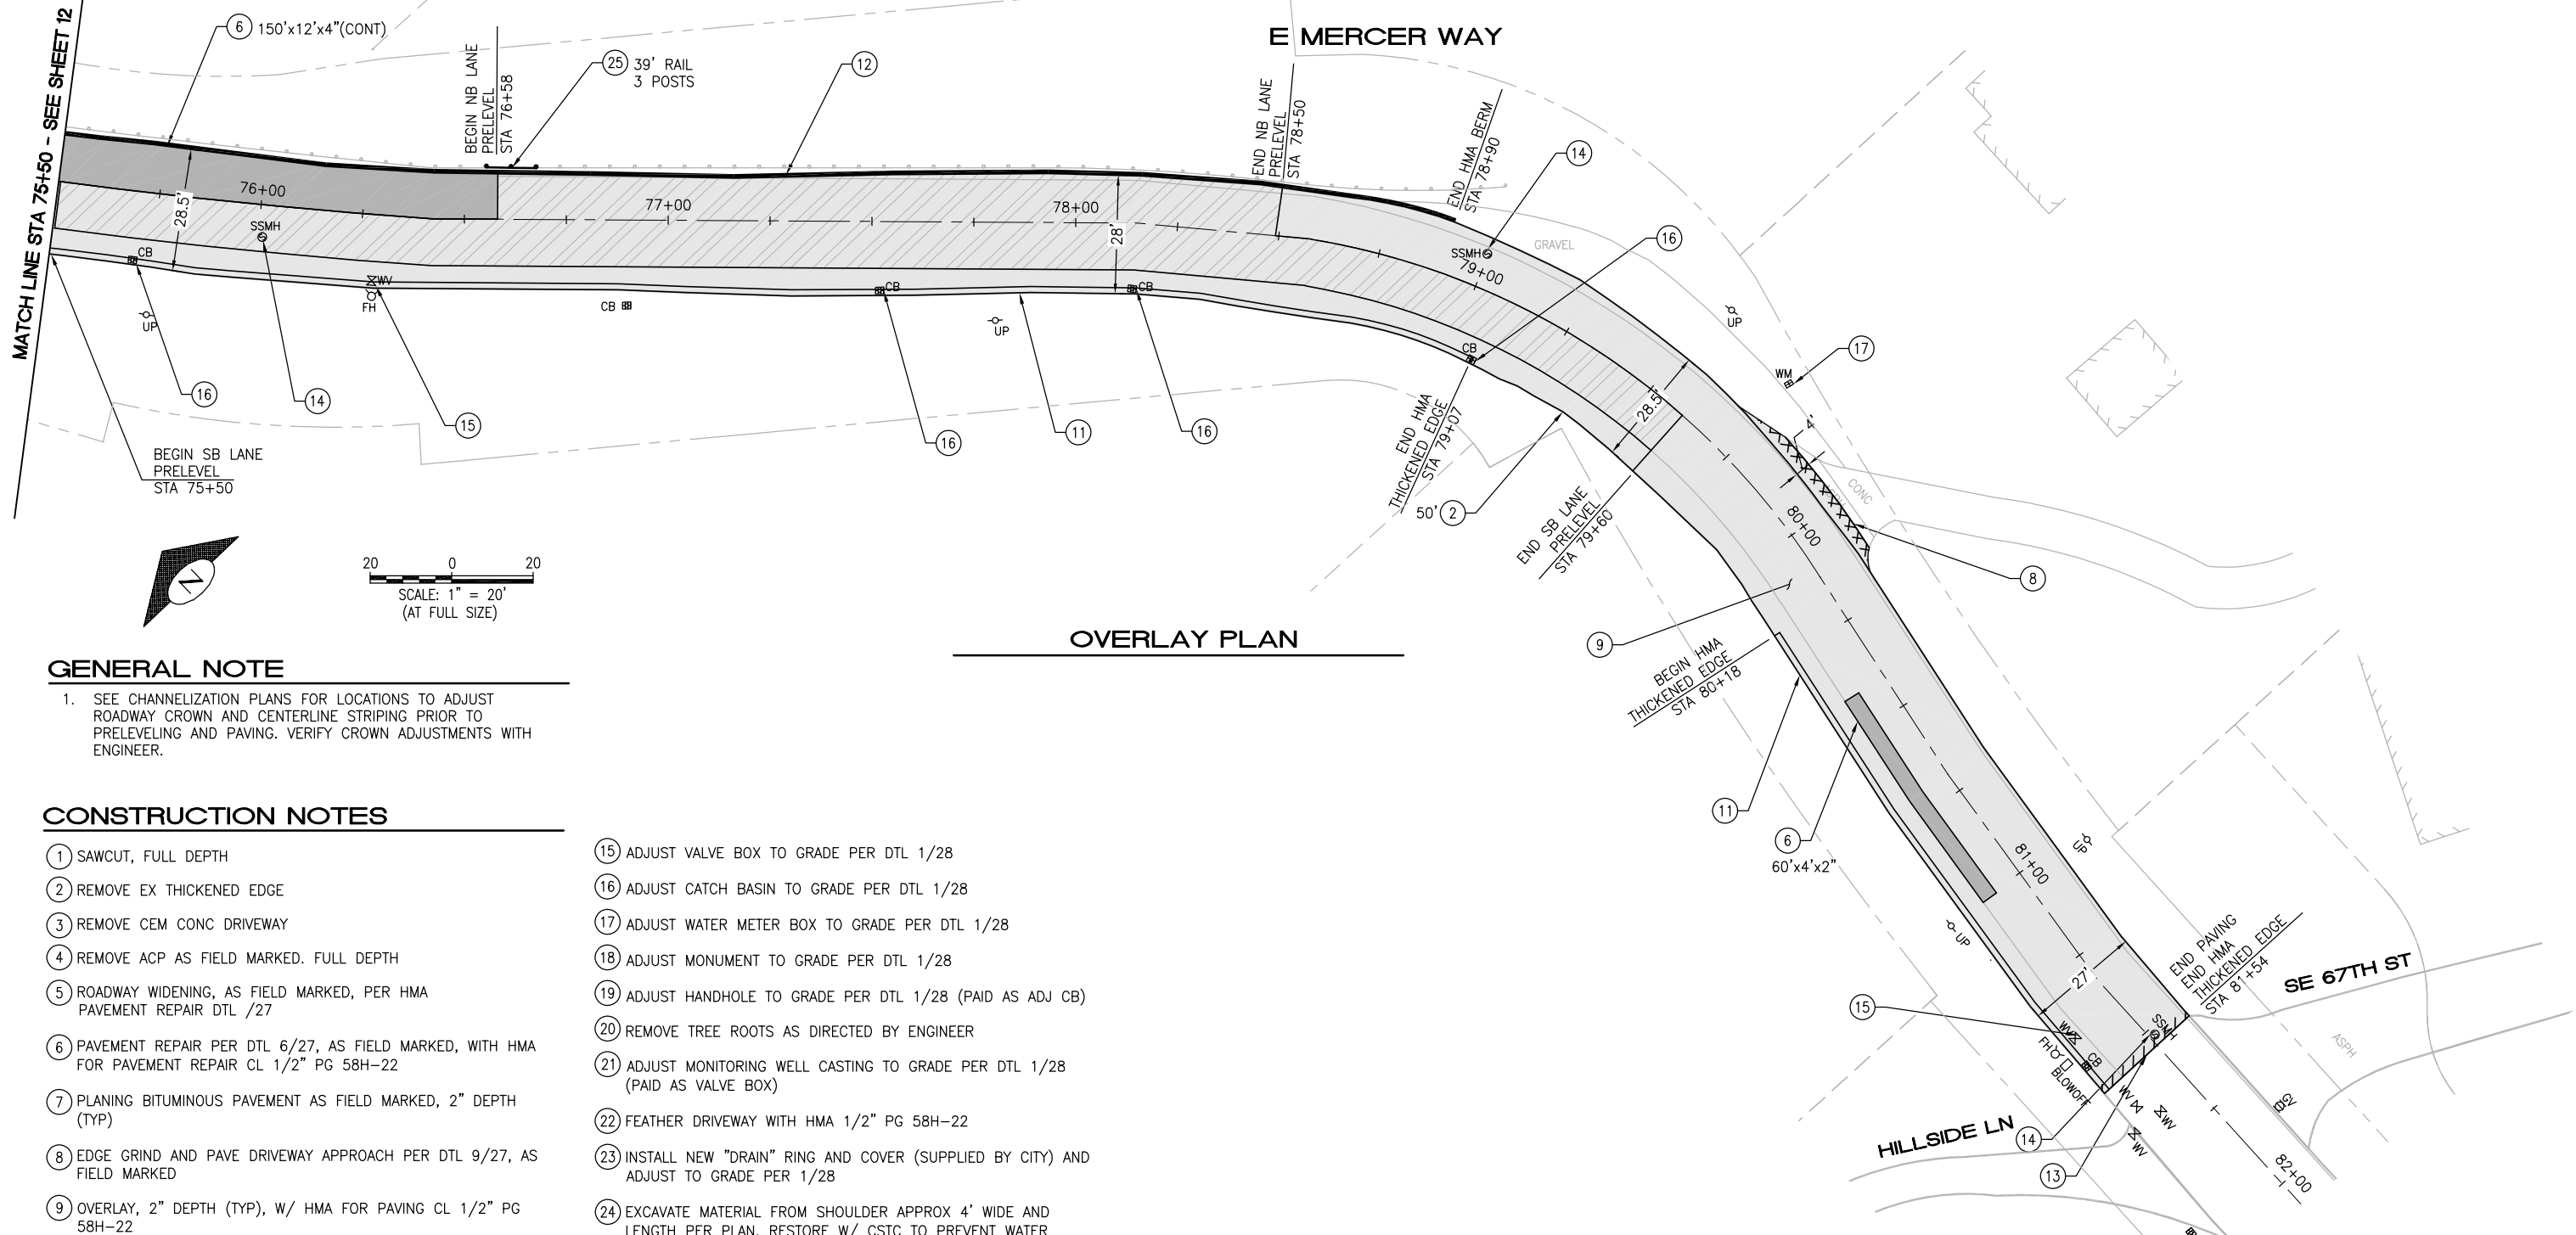 E MERCER WAY
MATCH LINE STA 75+50 - SEE SHEET 12
6 150'x12'x4"(CONT)
BEGIN NB LANE
PRELEVEL
STA 76+58
25 39' RAIL
3 POSTS
12
END NB LANE
PRELEVEL
STA 78+50
END HMA BERM
STA 78+90
14
16
17
76+00
77+00
78+00
79+00
80+00
81+00
82+00
28.5'
28'
28.5'
27'
4'
SSMH
SSMH
SSMH
CB
CB
CB
CB
CB
CB
WV
FH
UP
UP
UP
UP
UP
GRAVEL
WM
CONC
16
14
15
16
11
16
BEGIN SB LANE
PRELEVEL
STA 75+50
END HMA
THICKENED EDGE
STA 79+07
50' 2
END SB LANE
PRELEVEL
STA 79+60
8
9
BEGIN HMA
THICKENED EDGE
STA 80+18
11
6
60'x4'x2"
END PAVING
END HMA
THICKENED EDGE
STA 81+54
SE 67TH ST
ASPH
15
WV
FH
BLOWOFF
WV
WV
WV
GV
HILLSIDE LN
14
13
N
20 0 20
SCALE: 1" = 20'
(AT FULL SIZE)
OVERLAY PLAN
GENERAL NOTE
1. SEE CHANNELIZATION PLANS FOR LOCATIONS TO ADJUST
ROADWAY CROWN AND CENTERLINE STRIPING PRIOR TO
PRELEVELING AND PAVING. VERIFY CROWN ADJUSTMENTS WITH
ENGINEER.
CONSTRUCTION NOTES
1 SAWCUT, FULL DEPTH
2 REMOVE EX THICKENED EDGE
3 REMOVE CEM CONC DRIVEWAY
4 REMOVE ACP AS FIELD MARKED. FULL DEPTH
5 ROADWAY WIDENING, AS FIELD MARKED, PER HMA
PAVEMENT REPAIR DTL /27
6 PAVEMENT REPAIR PER DTL 6/27, AS FIELD MARKED, WITH HMA
FOR PAVEMENT REPAIR CL 1/2" PG 58H-22
7 PLANING BITUMINOUS PAVEMENT AS FIELD MARKED, 2" DEPTH
(TYP)
8 EDGE GRIND AND PAVE DRIVEWAY APPROACH PER DTL 9/27, AS
FIELD MARKED
9 OVERLAY, 2" DEPTH (TYP), W/ HMA FOR PAVING CL 1/2" PG
58H-22
15 ADJUST VALVE BOX TO GRADE PER DTL 1/28
16 ADJUST CATCH BASIN TO GRADE PER DTL 1/28
17 ADJUST WATER METER BOX TO GRADE PER DTL 1/28
18 ADJUST MONUMENT TO GRADE PER DTL 1/28
19 ADJUST HANDHOLE TO GRADE PER DTL 1/28 (PAID AS ADJ CB)
20 REMOVE TREE ROOTS AS DIRECTED BY ENGINEER
21 ADJUST MONITORING WELL CASTING TO GRADE PER DTL 1/28
(PAID AS VALVE BOX)
22 FEATHER DRIVEWAY WITH HMA 1/2" PG 58H-22
23 INSTALL NEW "DRAIN" RING AND COVER (SUPPLIED BY CITY) AND
ADJUST TO GRADE PER 1/28
24 EXCAVATE MATERIAL FROM SHOULDER APPROX 4' WIDE AND
LENGTH PER PLAN. RESTORE W/ CSTC TO PREVENT WATER